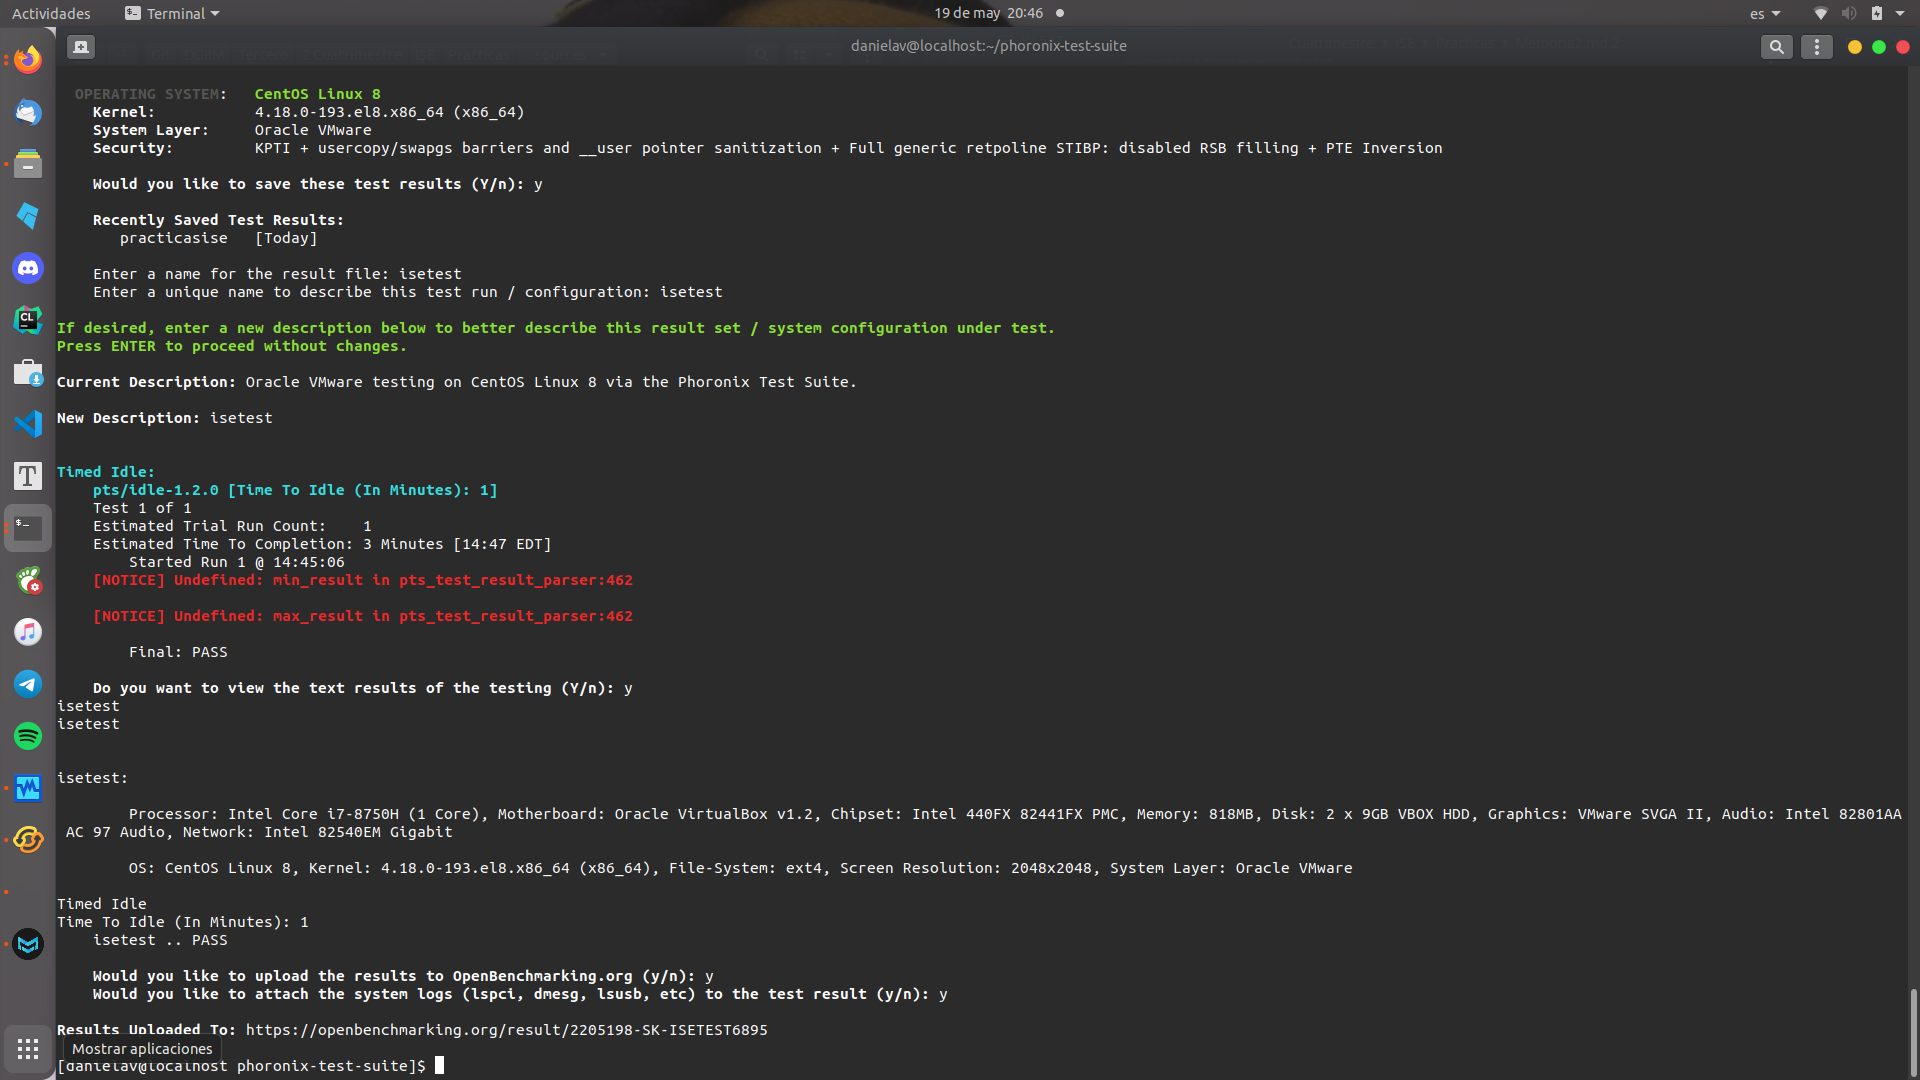 Actividades
Terminal
19 de may 20:46
es
danielav@localhost:~/phoronix-test-suite
OPERATING SYSTEM: CentOS Linux 8
Kernel: 4.18.0-193.el8.x86_64 (x86_64)
System Layer: Oracle VMware
Security: KPTI + usercopy/swapgs barriers and __user pointer sanitization + Full generic retpoline STIBP: disabled RSB filling + PTE Inversion
Would you like to save these test results (Y/n): y
Recently Saved Test Results:
practicasise [Today]
Enter a name for the result file: isetest
Enter a unique name to describe this test run / configuration: isetest
If desired, enter a new description below to better describe this result set / system configuration under test.
Press ENTER to proceed without changes.
Current Description: Oracle VMware testing on CentOS Linux 8 via the Phoronix Test Suite.
New Description: isetest
Timed Idle:
pts/idle-1.2.0 [Time To Idle (In Minutes): 1]
Test 1 of 1
Estimated Trial Run Count: 1
Estimated Time To Completion: 3 Minutes [14:47 EDT]
Started Run 1 @ 14:45:06
[NOTICE] Undefined: min_result in pts_test_result_parser:462
[NOTICE] Undefined: max_result in pts_test_result_parser:462
Final: PASS
Do you want to view the text results of the testing (Y/n): y
isetest
isetest
isetest:
Processor: Intel Core i7-8750H (1 Core), Motherboard: Oracle VirtualBox v1.2, Chipset: Intel 440FX 82441FX PMC, Memory: 818MB, Disk: 2 x 9GB VBOX HDD, Graphics: VMware SVGA II, Audio: Intel 82801AA
AC 97 Audio, Network: Intel 82540EM Gigabit
OS: CentOS Linux 8, Kernel: 4.18.0-193.el8.x86_64 (x86_64), File-System: ext4, Screen Resolution: 2048x2048, System Layer: Oracle VMware
Timed Idle
Time To Idle (In Minutes): 1
isetest .. PASS
Would you like to upload the results to OpenBenchmarking.org (y/n): y
Would you like to attach the system logs (lspci, dmesg, lsusb, etc) to the test result (y/n): y
Results Uploaded To: https://openbenchmarking.org/result/2205198-SK-ISETEST6895
Mostrar aplicaciones
[danielav@localhost phoronix-test-suite]$